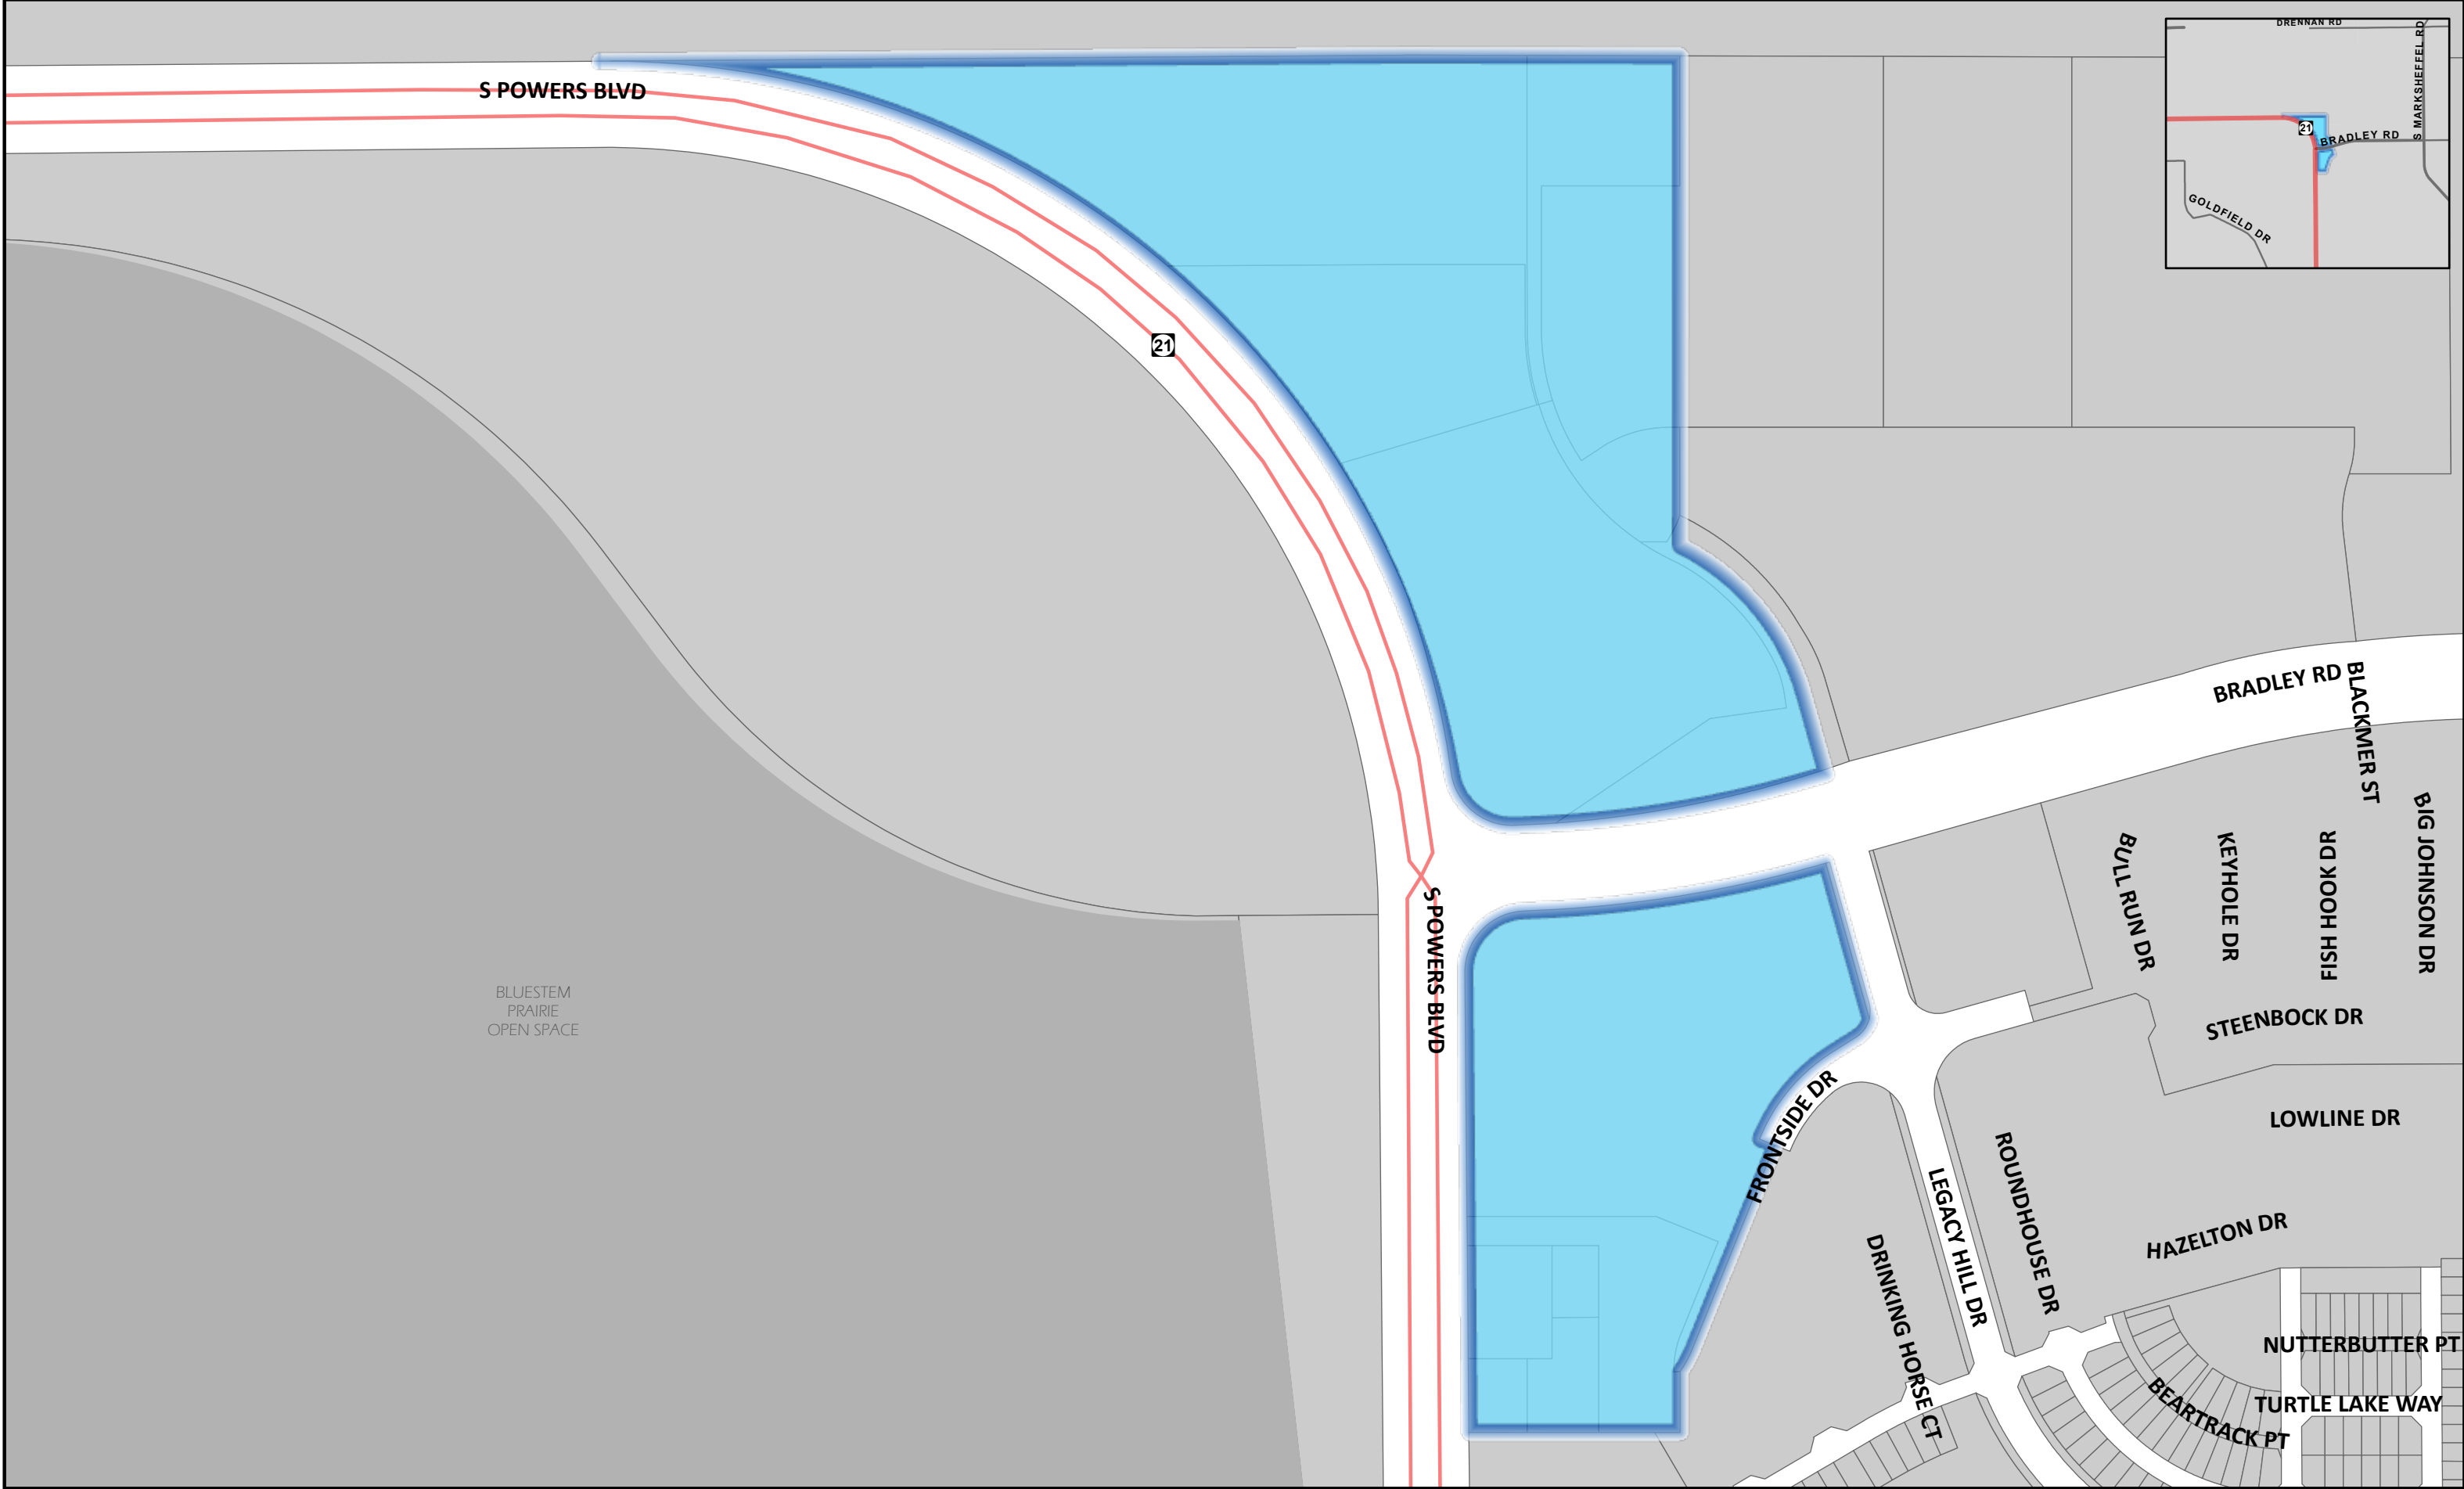 DRENNAN RD
S MARKSHEFFEL RD
21
BRADLEY RD
GOLDFIELD DR
S POWERS BLVD
21
BRADLEY RD
BLACKMER ST
BIG JOHNSON DR
FISH HOOK DR
KEYHOLE DR
BULL RUN DR
S POWERS BLVD
BLUESTEM
PRAIRIE
OPEN SPACE
STEENBOCK DR
FRONTSIDE DR
LOWLINE DR
ROUNDHOUSE DR
LEGACY HILL DR
HAZELTON DR
DRINKING HORSE CT
NUTTERBUTTER PT
TURTLE LAKE WAY
BEARTRACK PT